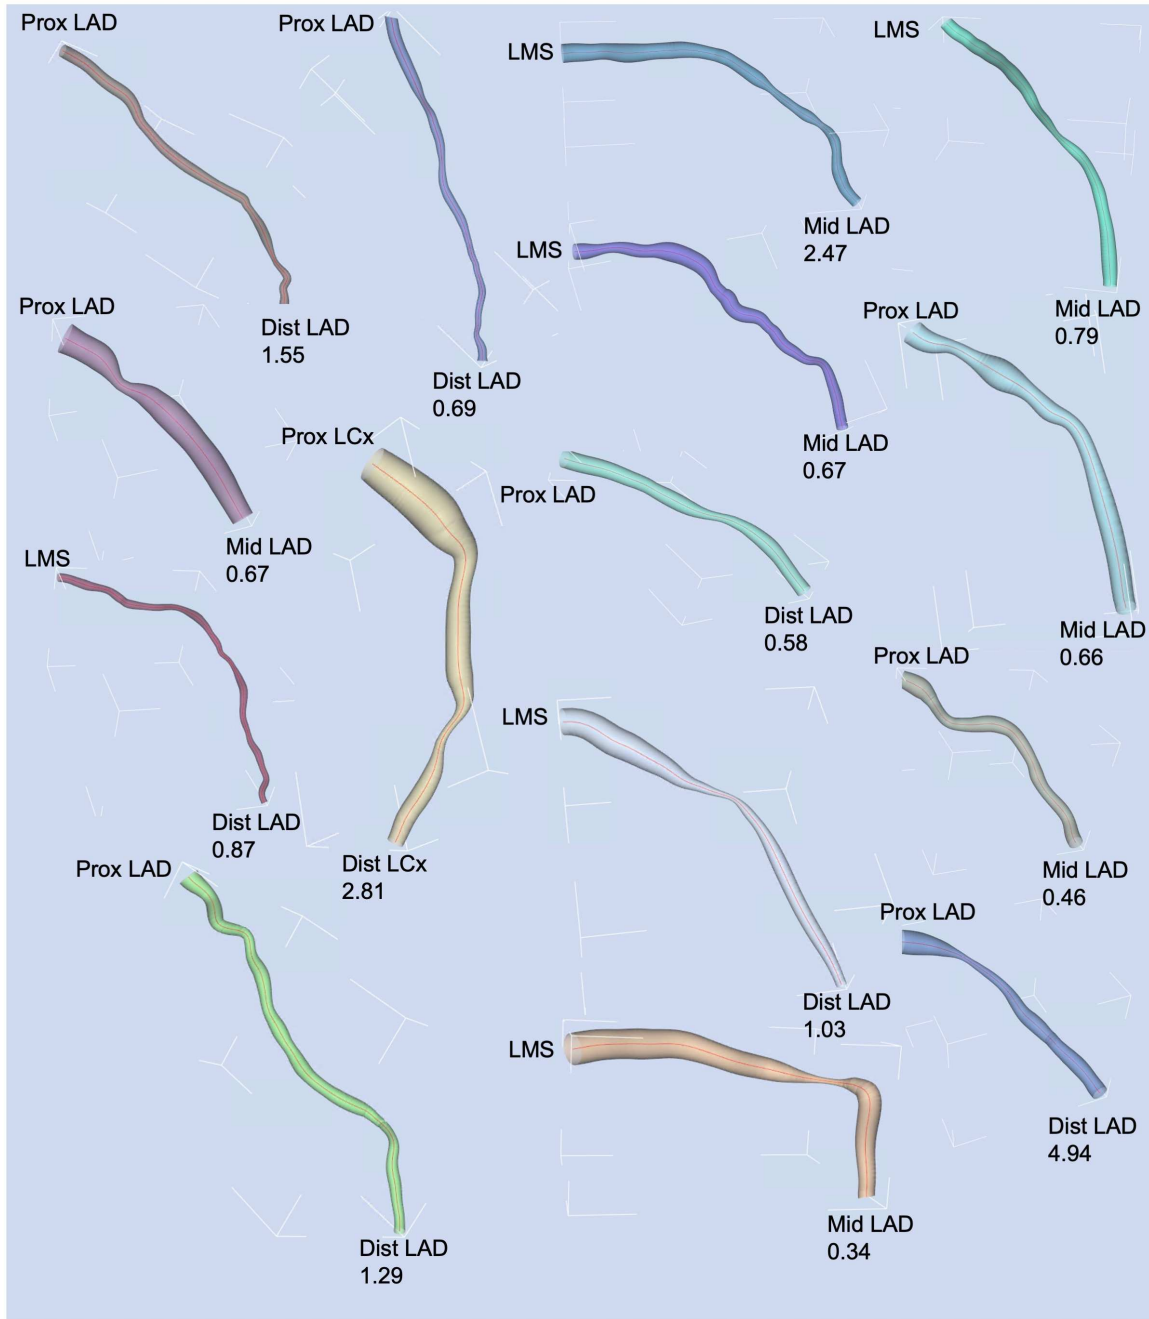 Prox LAD
Dist LAD
1.55
Prox LAD
Dist LAD
0.69
LMS
Mid LAD
2.47
LMS
Mid LAD
0.79
LMS
Mid LAD
0.67
Prox LAD
Mid LAD
0.67
Prox LCx
Dist LCx
2.81
Prox LAD
Dist LAD
0.58
Prox LAD
Mid LAD
0.66
LMS
Dist LAD
0.87
LMS
Dist LAD
1.03
Prox LAD
Mid LAD
0.46
Prox LAD
Dist LAD
1.29
LMS
Mid LAD
0.34
Prox LAD
Dist LAD
4.94